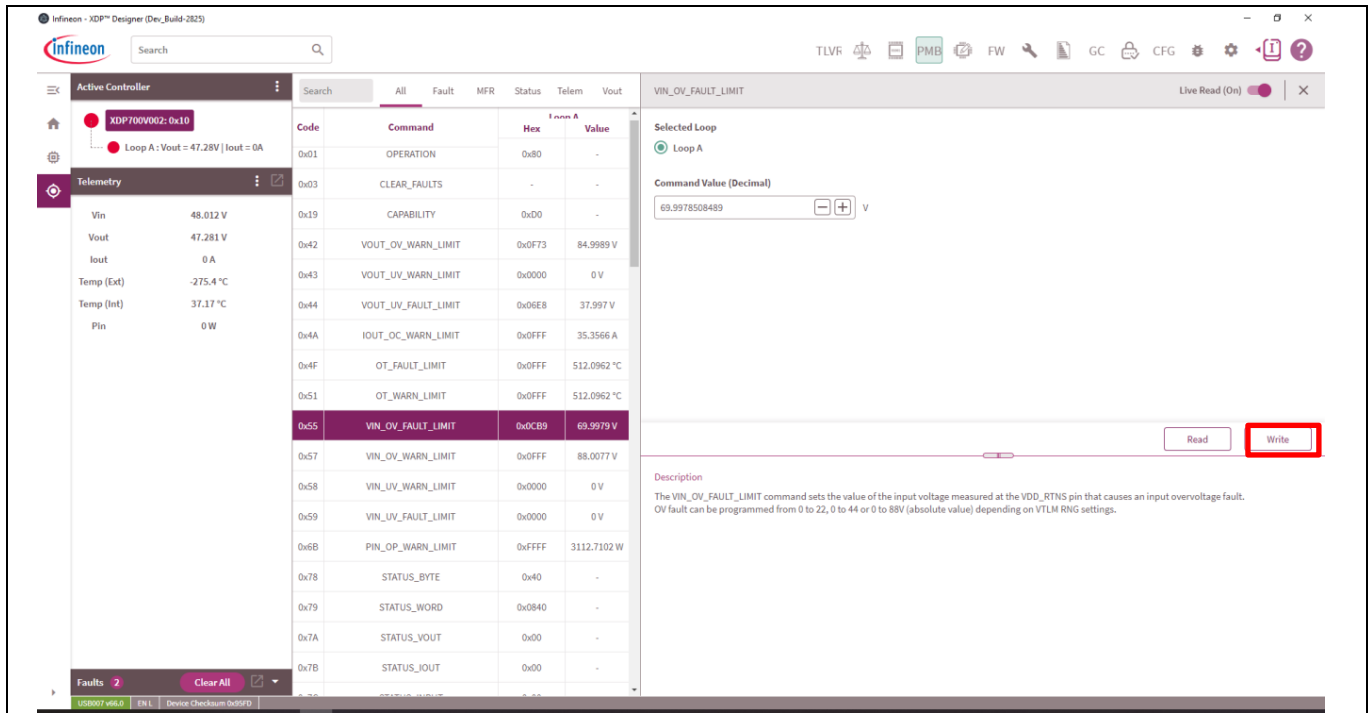 Infineon - XDP™ Designer (Dev_Build-2825)
infineon
Search
TLVR PMB FW GC CFG
Active Controller
XDP700V002: 0x10
Loop A : Vout = 47.28V | Iout = 0A
Telemetry
Vin 48.012 V
Vout 47.281 V
Iout 0 A
Temp (Ext) -275.4 °C
Temp (Int) 37.17 °C
Pin 0 W
Faults 2 Clear All
USB007 v66.0 EN L Device Checksum 0x95FD
Search All Fault MFR Status Telem Vout
Loop A
Code Command Hex Value
0x01 OPERATION 0x80 -
0x03 CLEAR_FAULTS - -
0x19 CAPABILITY 0xD0 -
0x42 VOUT_OV_WARN_LIMIT 0x0F73 84.9989 V
0x43 VOUT_UV_WARN_LIMIT 0x0000 0 V
0x44 VOUT_UV_FAULT_LIMIT 0x06E8 37.997 V
0x4A IOUT_OC_WARN_LIMIT 0x0FFF 35.3566 A
0x4F OT_FAULT_LIMIT 0x0FFF 512.0962 °C
0x51 OT_WARN_LIMIT 0x0FFF 512.0962 °C
0x55 VIN_OV_FAULT_LIMIT 0x0CB9 69.9979 V
0x57 VIN_OV_WARN_LIMIT 0x0FFF 88.0077 V
0x58 VIN_UV_WARN_LIMIT 0x0000 0 V
0x59 VIN_UV_FAULT_LIMIT 0x0000 0 V
0x6B PIN_OP_WARN_LIMIT 0xFFFF 3112.7102 W
0x78 STATUS_BYTE 0x40 -
0x79 STATUS_WORD 0x0840 -
0x7A STATUS_VOUT 0x00 -
0x7B STATUS_IOUT 0x00 -
VIN_OV_FAULT_LIMIT Live Read (On)
Selected Loop
Loop A
Command Value (Decimal)
69.9978508489 V
Read Write
Description
The VIN_OV_FAULT_LIMIT command sets the value of the input voltage measured at the VDD_RTNS pin that causes an input overvoltage fault.
OV fault can be programmed from 0 to 22, 0 to 44 or 0 to 88V (absolute value) depending on VTLM RNG settings.